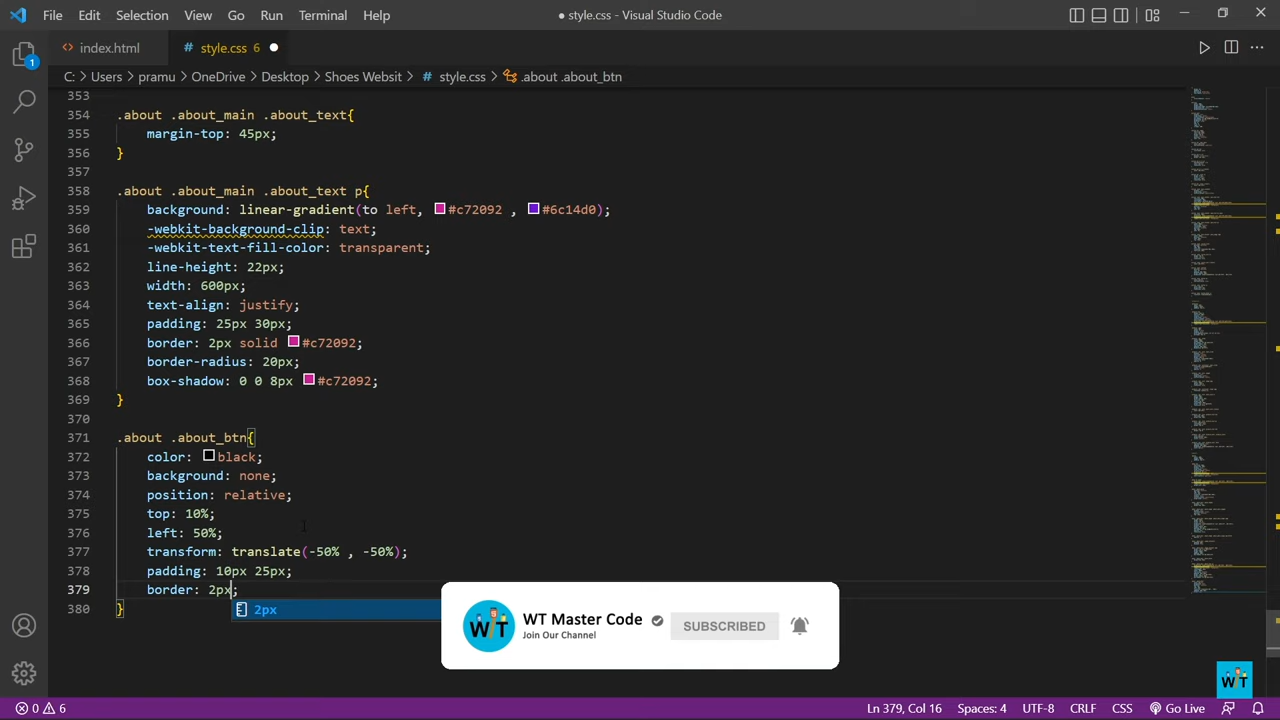 File Edit Selection View Go Run Terminal Help
● style.css - Visual Studio Code
<> index.html
# style.css 6 ●
C: > Users > pramu > OneDrive > Desktop > Shoes Websit > # style.css > .about .about_btn
1
353
354 .about .about_main .about_text{
355 margin-top: 45px;
356 }
357
358 .about .about_main .about_text p{
359 background: linear-gradient(to left, #c72092 , #6c14d0);
360 -webkit-background-clip: text;
361 -webkit-text-fill-color: transparent;
362 line-height: 22px;
363 width: 600px;
364 text-align: justify;
365 padding: 25px 30px;
366 border: 2px solid #c72092;
367 border-radius: 20px;
368 box-shadow: 0 0 8px #c72092;
369 }
370
371 .about .about_btn{
372 color: black;
373 background: none;
374 position: relative;
375 top: 10%;
376 left: 50%;
377 transform: translate(-50% , -50%);
378 padding: 10px 25px;
379 border: 2px;
2px
380 }
WT
WT Master Code
Join Our Channel
SUBSCRIBED
WT
0 6
Ln 379, Col 16 Spaces: 4 UTF-8 CRLF CSS Go Live